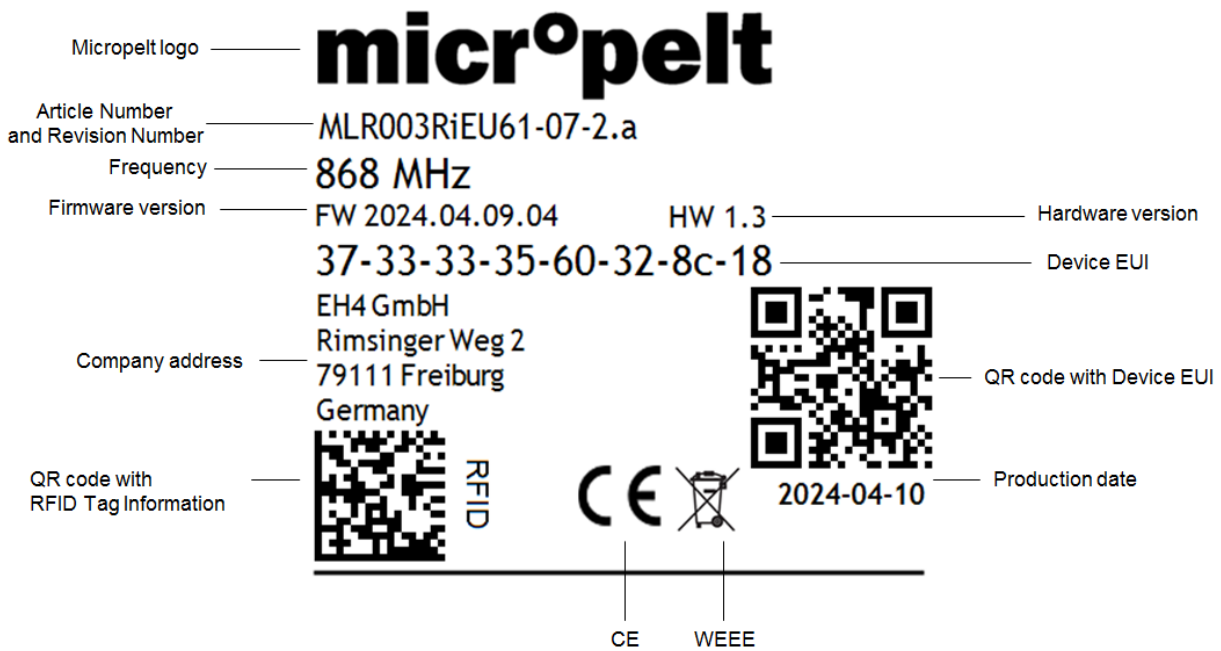 Micropelt logo
micropelt
Article Number
and Revision Number
MLR003RiEU61-07-2.a
Frequency
868 MHz
Firmware version
FW 2024.04.09.04
HW 1.3
Hardware version
37-33-33-35-60-32-8c-18
Device EUI
Company address
EH4 GmbH
Rimsinger Weg 2
79111 Freiburg
Germany
QR code with Device EUI
QR code with
RFID Tag Information
RFID
CE
2024-04-10
Production date
CE
WEEE